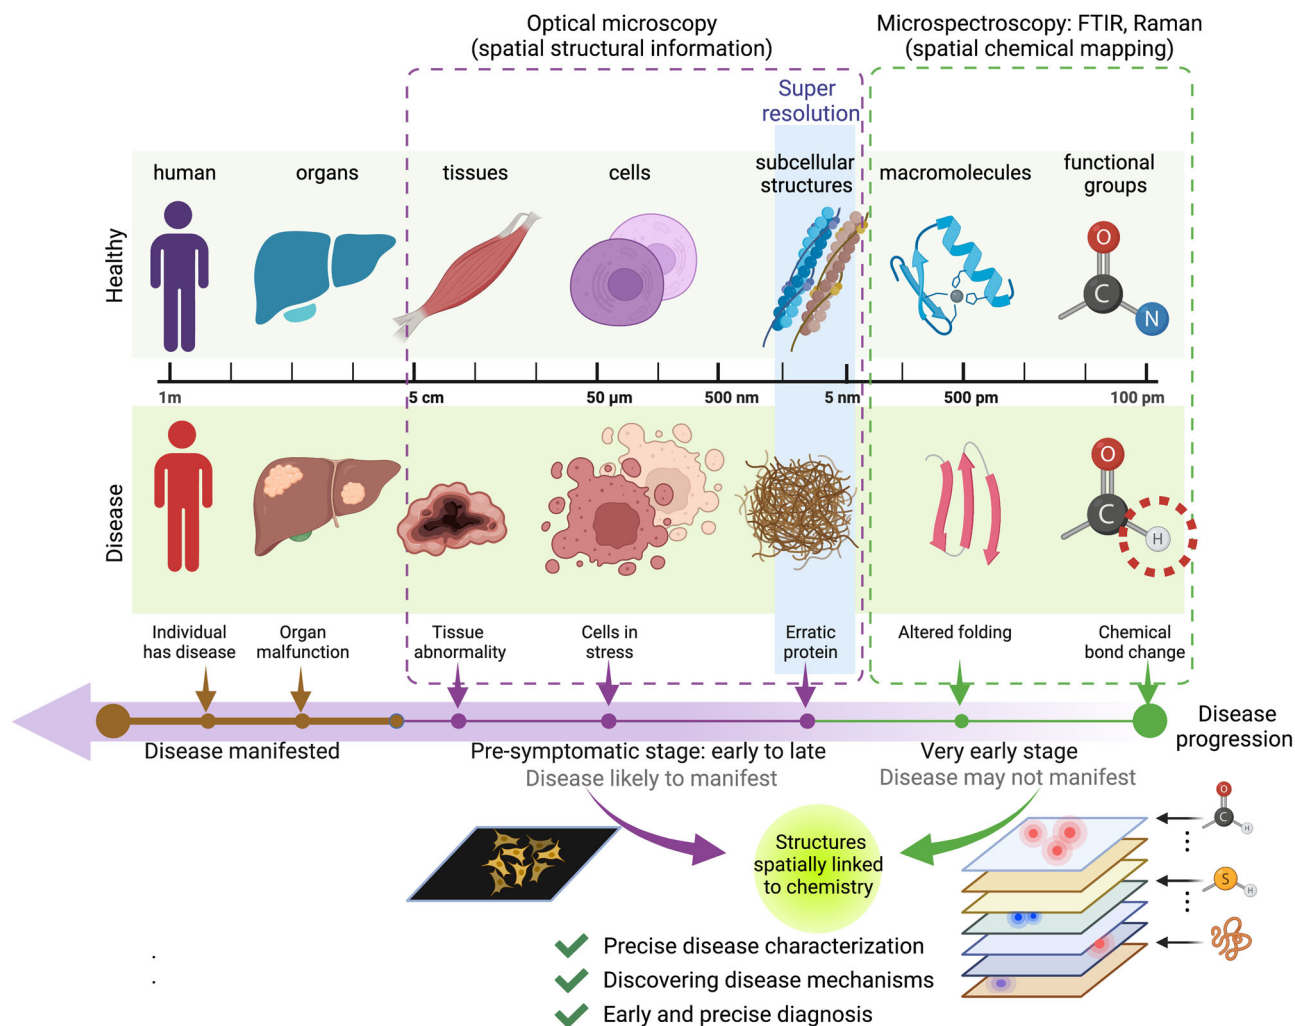 Optical microscopy
(spatial structural information)
Microspectroscopy: FTIR, Raman
(spatial chemical mapping)
Super
resolution
human
organs
tissues
cells
subcellular
structures
macromolecules
functional
groups
Healthy
O
C
N
1m
5 cm
50 µm
500 nm
5 nm
500 pm
100 pm
Disease
O
C
H
Individual
has disease
Organ
malfunction
Tissue
abnormality
Cells in
stress
Erratic
protein
Altered folding
Chemical
bond change
Disease
progression
Disease manifested
Pre-symptomatic stage: early to late
Disease likely to manifest
Very early stage
Disease may not manifest
Structures
spatially linked
to chemistry
O
C
H
S
H
Precise disease characterization
Discovering disease mechanisms
Early and precise diagnosis